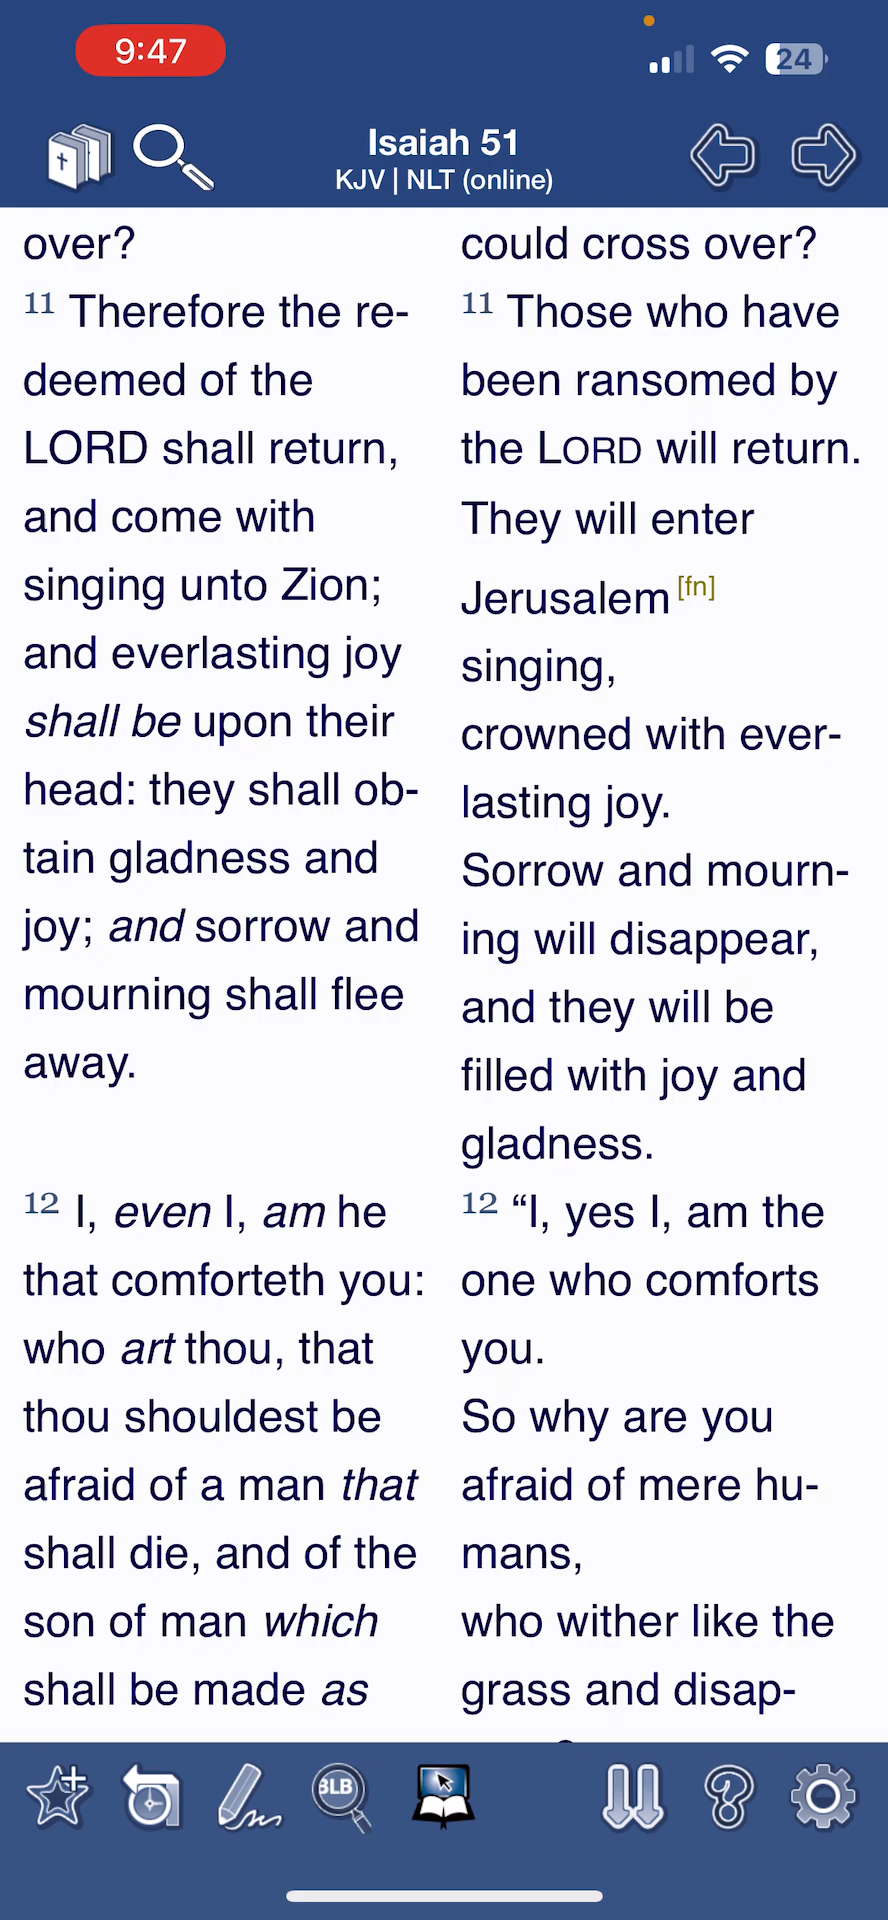 9:47
24
Isaiah 51
KJV | NLT (online)
over?
11 Therefore the re-
deemed of the
LORD shall return,
and come with
singing unto Zion;
and everlasting joy
shall be upon their
head: they shall ob-
tain gladness and
joy; and sorrow and
mourning shall flee
away.
12 I, even I, am he
that comforteth you:
who art thou, that
thou shouldest be
afraid of a man that
shall die, and of the
son of man which
shall be made as
could cross over?
11 Those who have
been ransomed by
the LORD will return.
They will enter
Jerusalem [fn]
singing,
crowned with ever-
lasting joy.
Sorrow and mourn-
ing will disappear,
and they will be
filled with joy and
gladness.
12 “I, yes I, am the
one who comforts
you.
So why are you
afraid of mere hu-
mans,
who wither like the
grass and disap-
BLB